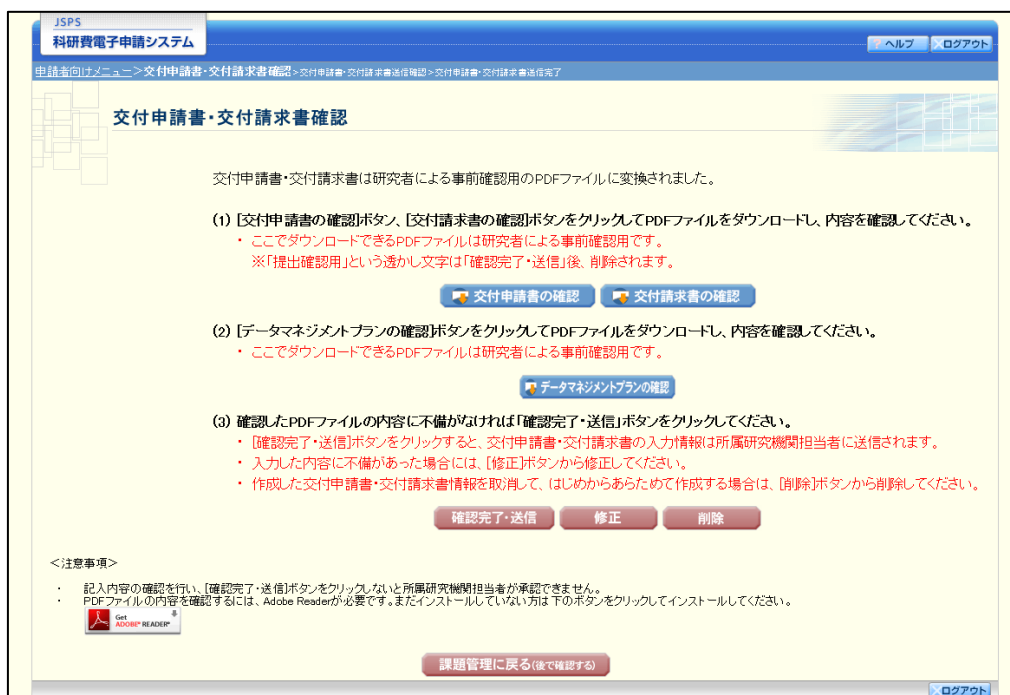 JSPS
科研費電子申請システム
ヘルプ ログアウト
申請者向けメニュー>交付申請書・交付請求書確認>交付申請書・交付請求書送信確認>交付申請書・交付請求書送信完了
交付申請書・交付請求書確認
交付申請書・交付請求書は研究者による事前確認用のPDFファイルに変換されました。
(1) [交付申請書の確認]ボタン、[交付請求書の確認]ボタンをクリックしてPDFファイルをダウンロードし、内容を確認してください。
・ ここでダウンロードできるPDFファイルは研究者による事前確認用です。
※「提出確認用」という透かし文字は「確認完了・送信」後、削除されます。
交付申請書の確認 交付請求書の確認
(2) [データマネジメントプランの確認]ボタンをクリックしてPDFファイルをダウンロードし、内容を確認してください。
・ ここでダウンロードできるPDFファイルは研究者による事前確認用です。
データマネジメントプランの確認
(3) 確認したPDFファイルの内容に不備がなければ「確認完了・送信」ボタンをクリックしてください。
・ [確認完了・送信]ボタンをクリックすると、交付申請書・交付請求書の入力情報は所属研究機関担当者に送信されます。
・ 入力した内容に不備があった場合には、[修正]ボタンから修正してください。
・ 作成した交付申請書・交付請求書情報を取消して、はじめからあらためて作成する場合は、[削除]ボタンから削除してください。
確認完了・送信 修正 削除
<注意事項>
・ 記入内容の確認を行い、[確認完了・送信]ボタンをクリックしないと所属研究機関担当者が承認できません。
・ PDFファイルの内容を確認するには、Adobe Readerが必要です。まだインストールしていない方は下のボタンをクリックしてインストールしてください。
Get
ADOBE® READER®
課題管理に戻る(後で確認する)
ログアウト